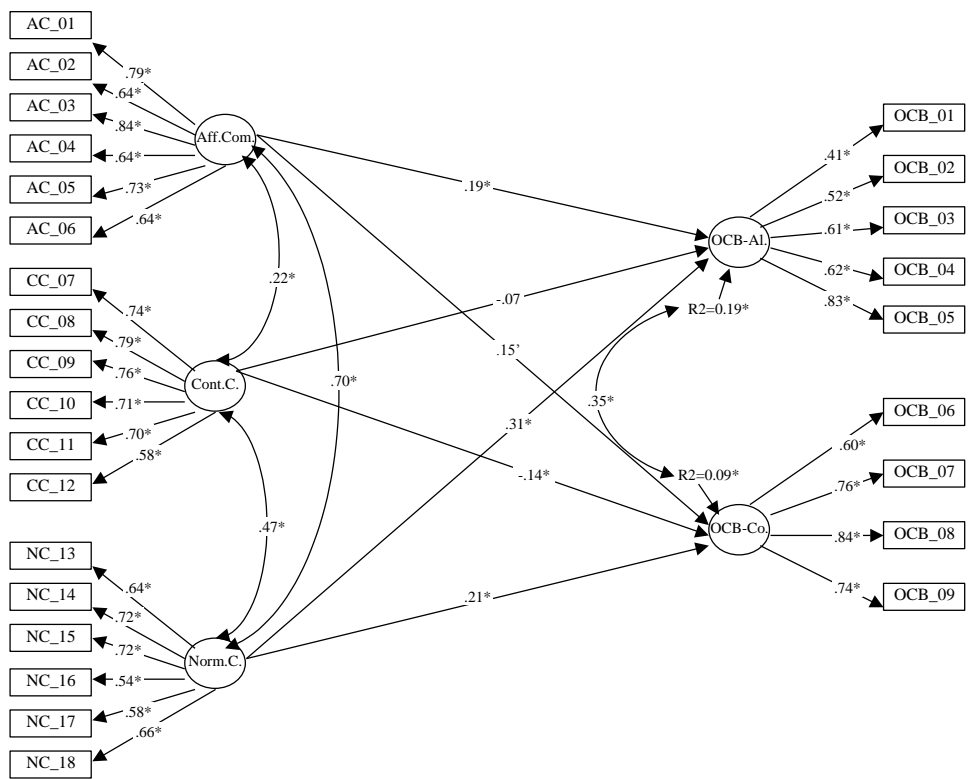 AC_01
AC_02
AC_03
AC_04
AC_05
AC_06
.79*
.64*
.84*
.64*
.73*
.64*
Aff.Com.
CC_07
CC_08
CC_09
CC_10
CC_11
CC_12
.74*
.79*
.76*
.71*
.70*
.58*
Cont.C.
NC_13
NC_14
NC_15
NC_16
NC_17
NC_18
.64*
.72*
.72*
.54*
.58*
.66*
Norm.C.
.22*
.70*
.47*
.19*
-.07
.15’
.31*
-.14*
.21*
OCB-Al.
R2=0.19*
.35*
R2=0.09*
OCB-Co.
.41*
.52*
.61*
.62*
.83*
OCB_01
OCB_02
OCB_03
OCB_04
OCB_05
.60*
.76*
.84*
.74*
OCB_06
OCB_07
OCB_08
OCB_09